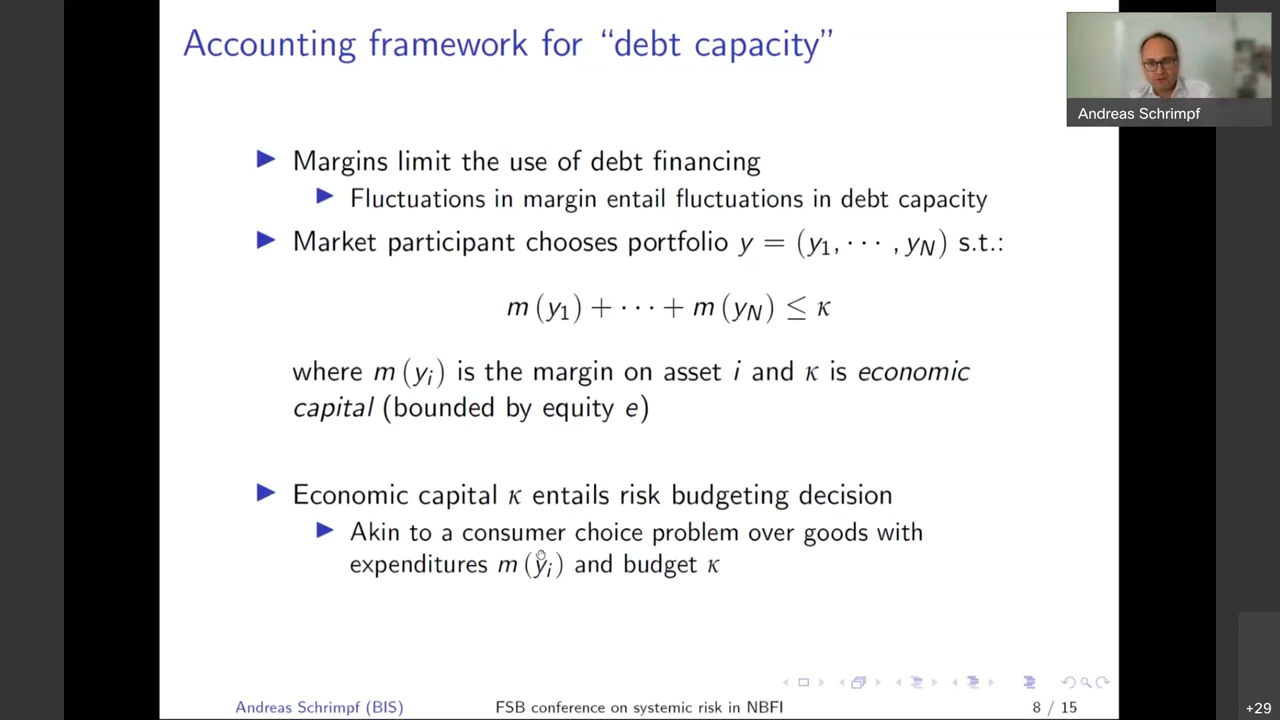 Accounting framework for “debt capacity”
Andreas Schrimpf
▶ Margins limit the use of debt financing
▶ Fluctuations in margin entail fluctuations in debt capacity
▶ Market participant chooses portfolio y = (y₁, ··· , y_N) s.t.:
m (y₁) + ··· + m (y_N) ≤ κ
where m (yᵢ) is the margin on asset i and κ is economic
capital (bounded by equity e)
▶ Economic capital κ entails risk budgeting decision
▶ Akin to a consumer choice problem over goods with
expenditures m (yᵢ) and budget κ
Andreas Schrimpf (BIS)
FSB conference on systemic risk in NBFI
8 / 15
+29